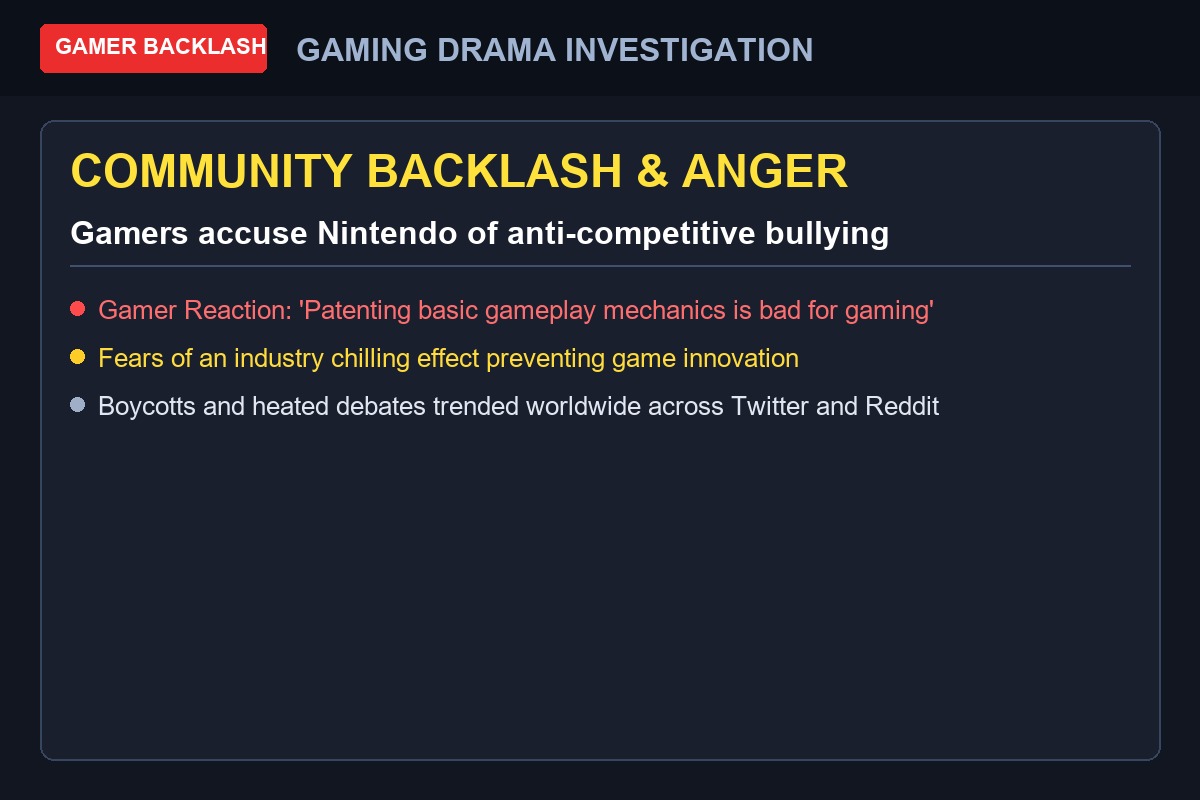 GAMER BACKLASH
GAMING DRAMA INVESTIGATION
COMMUNITY BACKLASH & ANGER
Gamers accuse Nintendo of anti-competitive bullying
Gamer Reaction: 'Patenting basic gameplay mechanics is bad for gaming'
Fears of an industry chilling effect preventing game innovation
Boycotts and heated debates trended worldwide across Twitter and Reddit